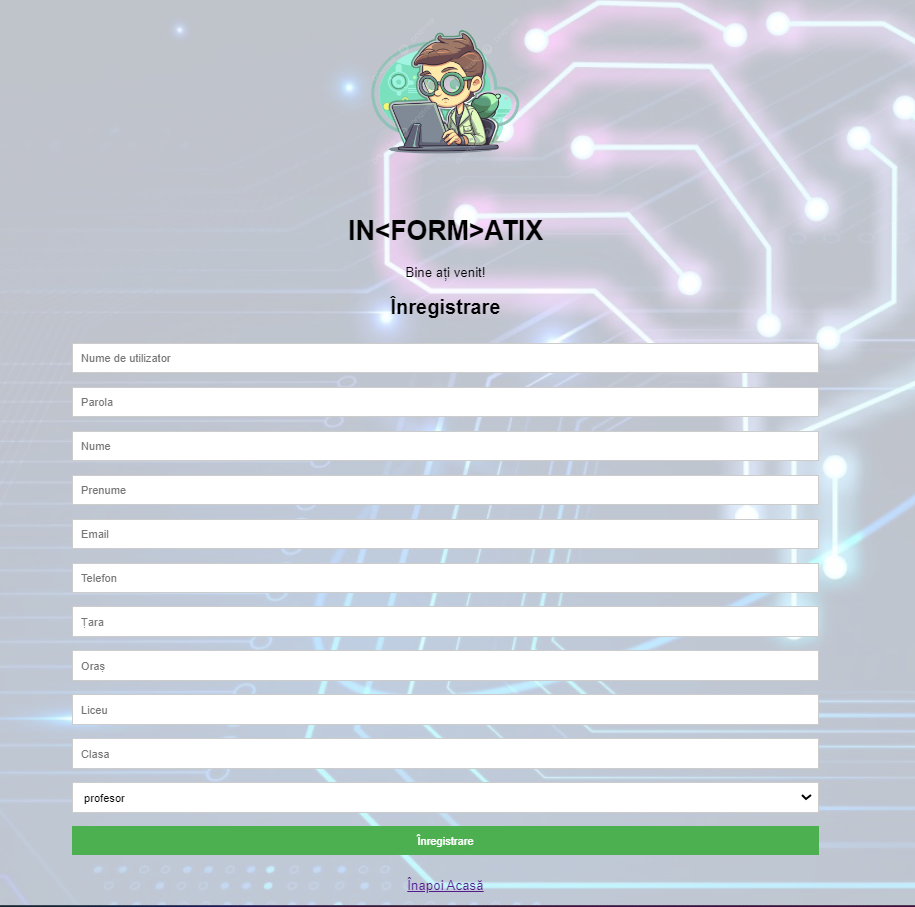 IN<FORM>ATIX
Bine ați venit!
Înregistrare
Nume de utilizator
Parola
Nume
Prenume
Email
Telefon
Țara
Oraș
Liceu
Clasa
profesor
Înregistrare
Înapoi Acasă